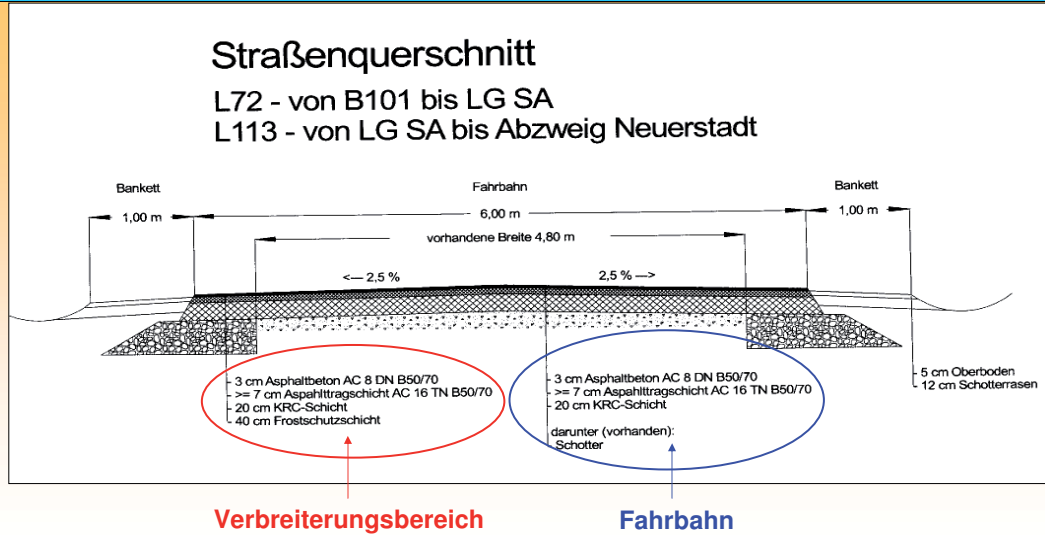 Straßenquerschnitt
L72 - von B101 bis LG SA
L113 - von LG SA bis Abzweig Neuerstadt
Bankett
Fahrbahn
Bankett
1,00 m
6,00 m
1,00 m
vorhandene Breite 4,80 m
<— 2,5 %
2,5 % —>
3 cm Asphaltbeton AC 8 DN B50/70
>= 7 cm Aspahlttragschicht AC 16 TN B50/70
20 cm KRC-Schicht
40 cm Frostschutzschicht
3 cm Asphaltbeton AC 8 DN B50/70
>= 7 cm Aspahlttragschicht AC 16 TN B50/70
20 cm KRC-Schicht
darunter (vorhanden):
Schotter
5 cm Oberboden
12 cm Schotterrasen
Verbreiterungsbereich
Fahrbahn